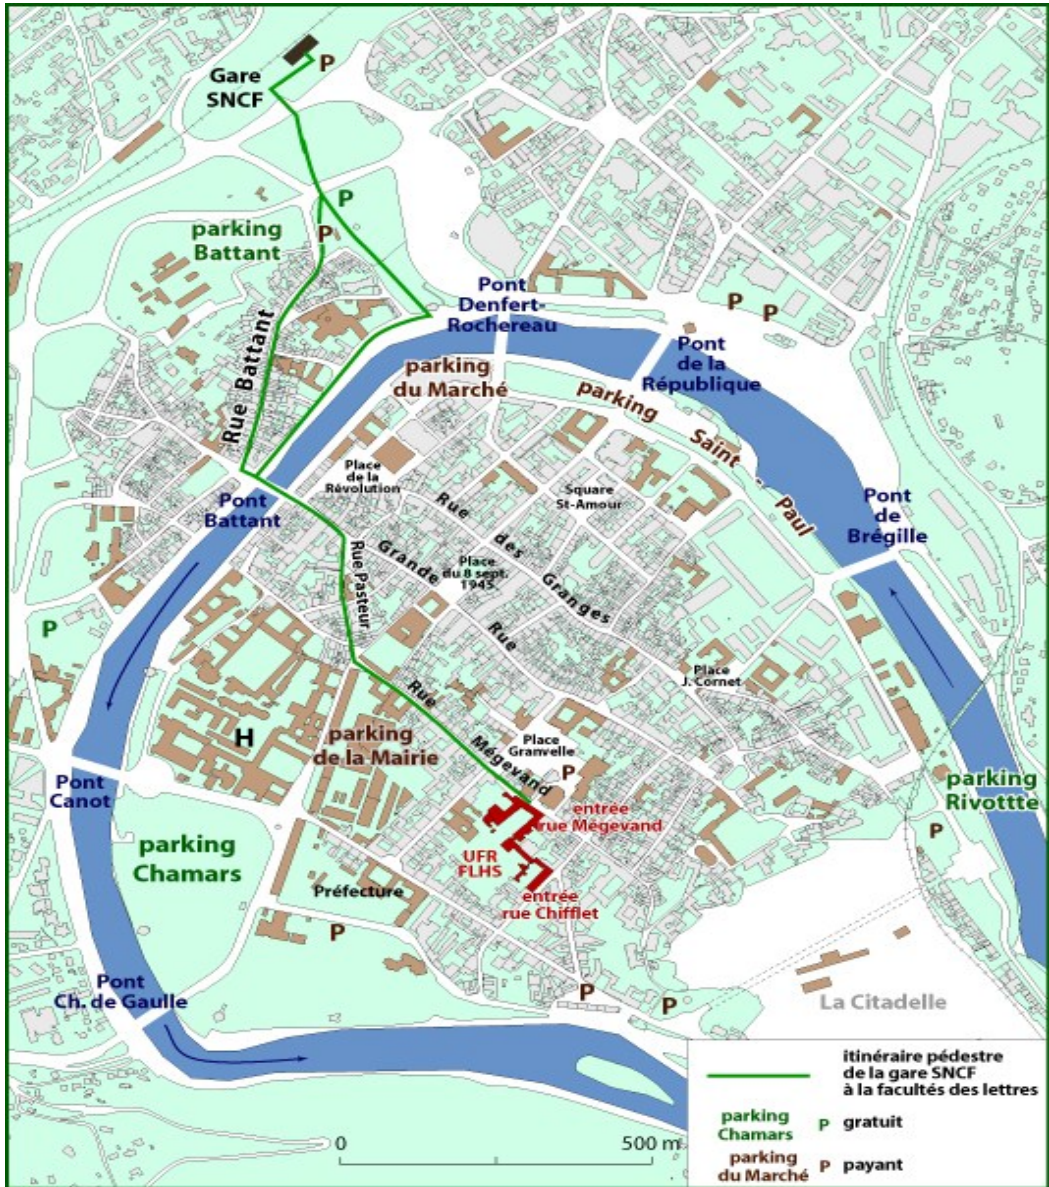 Gare
SNCF
P
P
P
parking
Battant
Rue Battant
Pont
Denfert-
Rochereau
P
P
Pont
de la
République
parking
du Marché
parking
Saint
Paul
Place
de la
Révolution
Rue
des
Granges
Square
St-Amour
Pont
Battant
Pont
de
Brégille
Rue Pasteur
Grande
Rue
Place
du 8 sept.
1945
P
Place
J. Cornet
Rue
Mégevand
H
parking
de la Mairie
Place
Granvelle
P
Pont
Canot
parking
Rivottte
P
entrée
rue Mégevand
parking
Chamars
UFR
FLHS
Préfecture
entrée
rue Chifflet
P
Pont
Ch. de Gaulle
P
P
La Citadelle
itinéraire pédestre
de la gare SNCF
à la facultés des lettres
parking
Chamars
P gratuit
parking
du Marché
P payant
0 500 m